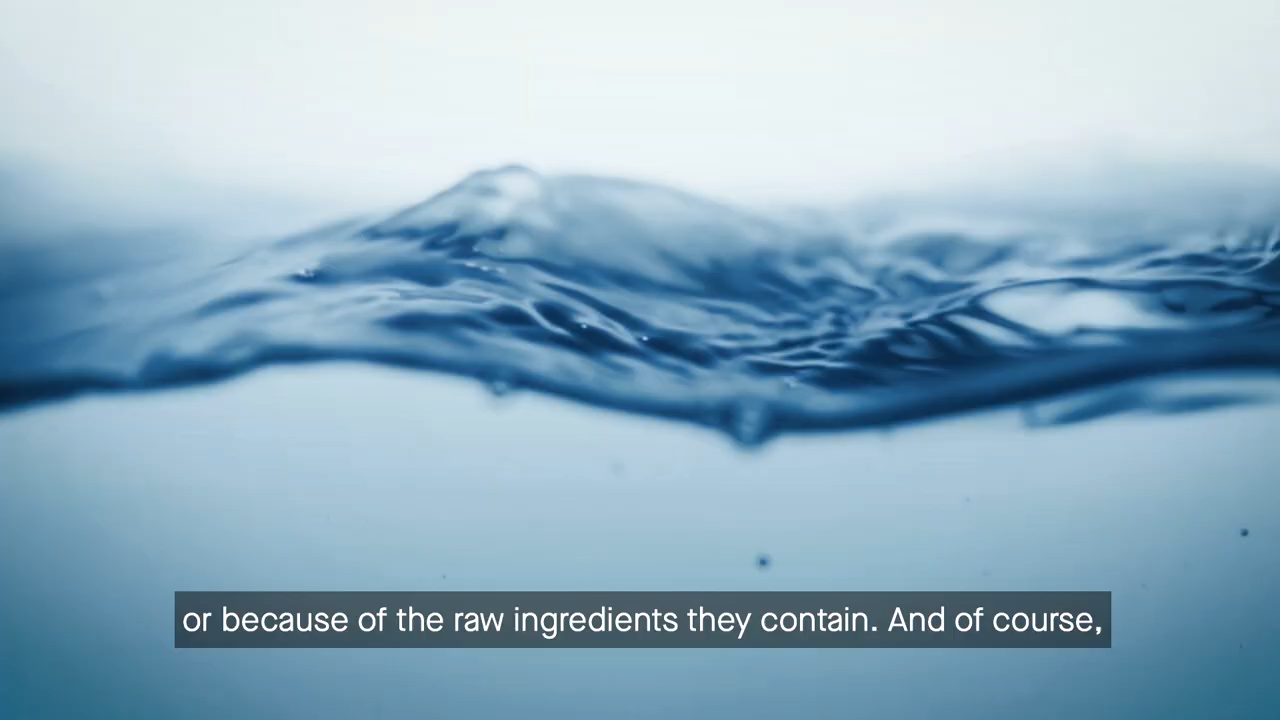 or because of the raw ingredients they contain. And of course,